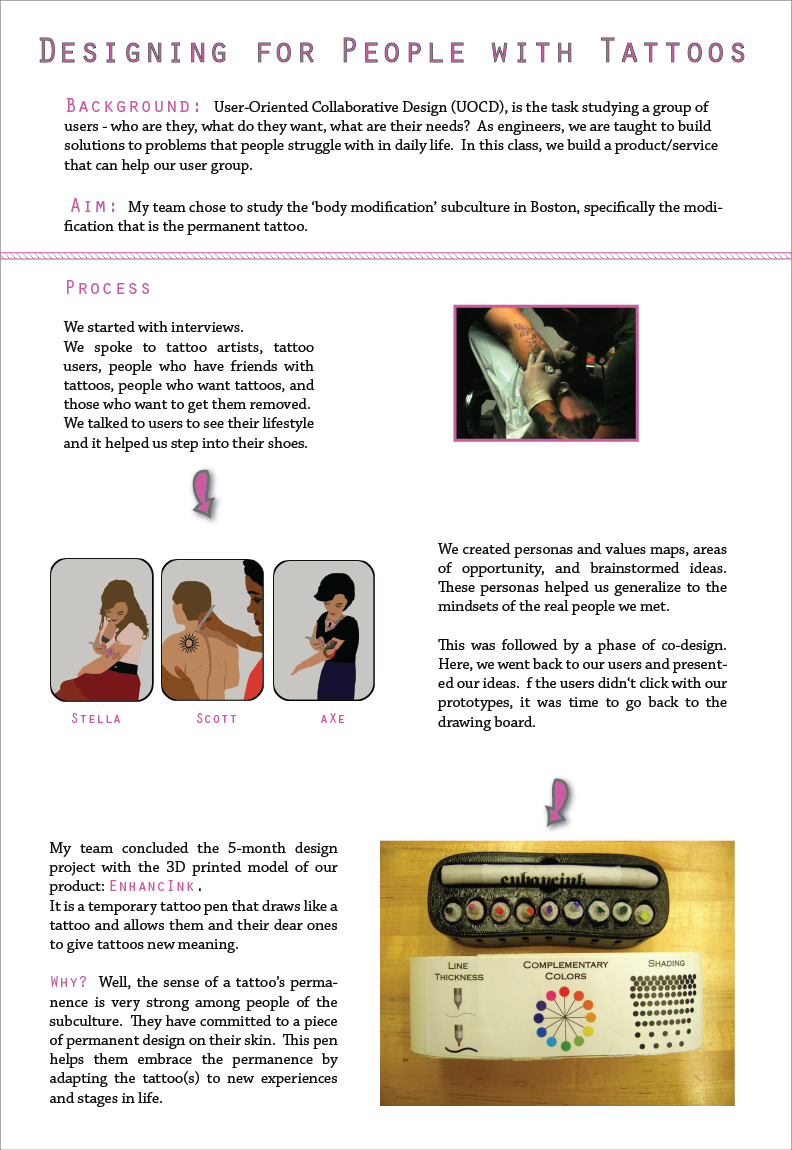 Designing for People with Tattoos
Background: User-Oriented Collaborative Design (UOCD), is the task studying a group of
users - who are they, what do they want, what are their needs? As engineers, we are taught to build
solutions to problems that people struggle with in daily life. In this class, we build a product/service
that can help our user group.
Aim: My team chose to study the ‘body modification’ subculture in Boston, specifically the modi-
fication that is the permanent tattoo.
Process
We started with interviews.
We spoke to tattoo artists, tattoo
users, people who have friends with
tattoos, people who want tattoos, and
those who want to get them removed.
We talked to users to see their lifestyle
and it helped us step into their shoes.
Stella
Scott
aXe
We created personas and values maps, areas
of opportunity, and brainstormed ideas.
These personas helped us generalize to the
mindsets of the real people we met.
This was followed by a phase of co-design.
Here, we went back to our users and present-
ed our ideas. f the users didn‘t click with our
prototypes, it was time to go back to the
drawing board.
My team concluded the 5-month design
project with the 3D printed model of our
product: EnhancInk.
It is a temporary tattoo pen that draws like a
tattoo and allows them and their dear ones
to give tattoos new meaning.
Why? Well, the sense of a tattoo’s perma-
nence is very strong among people of the
subculture. They have committed to a piece
of permanent design on their skin. This pen
helps them embrace the permanence by
adapting the tattoo(s) to new experiences
and stages in life.
enhancink
Line
Thickness
Complementary
Colors
Shading